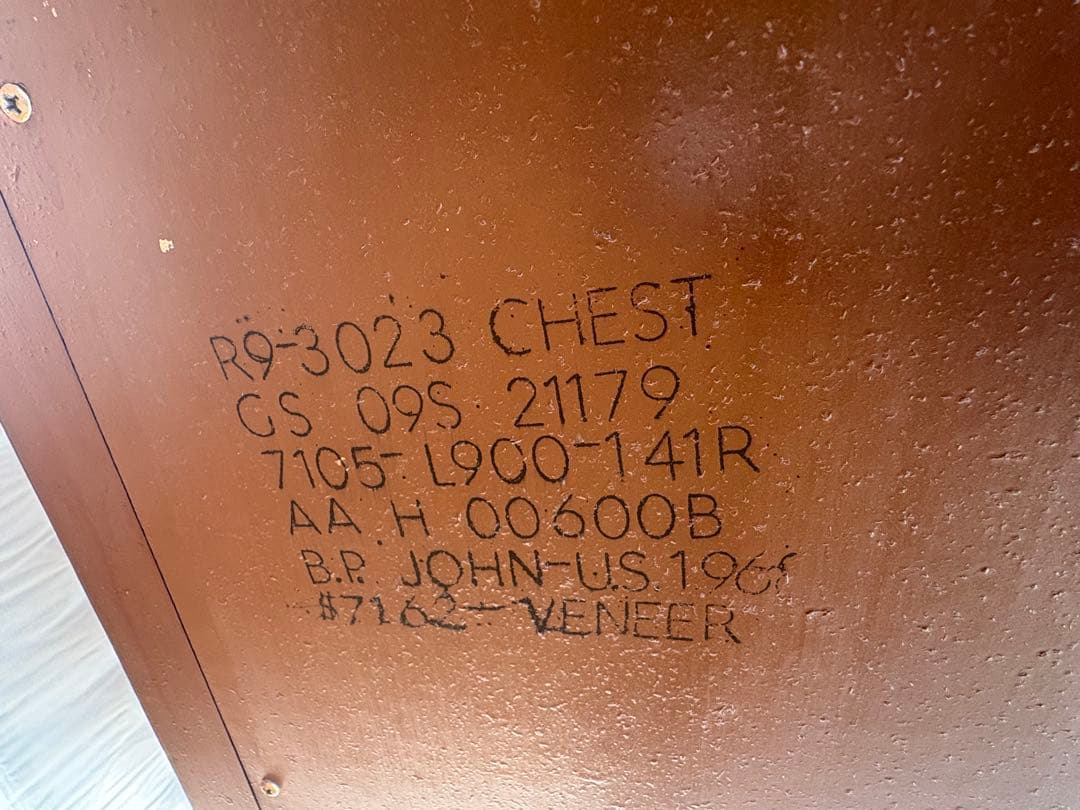 R9-3023 CHEST
GS 09S 21179
7105-L900-141R
AA.H 00600B
B.P. JOHN-U.S.
#7162-VENEER